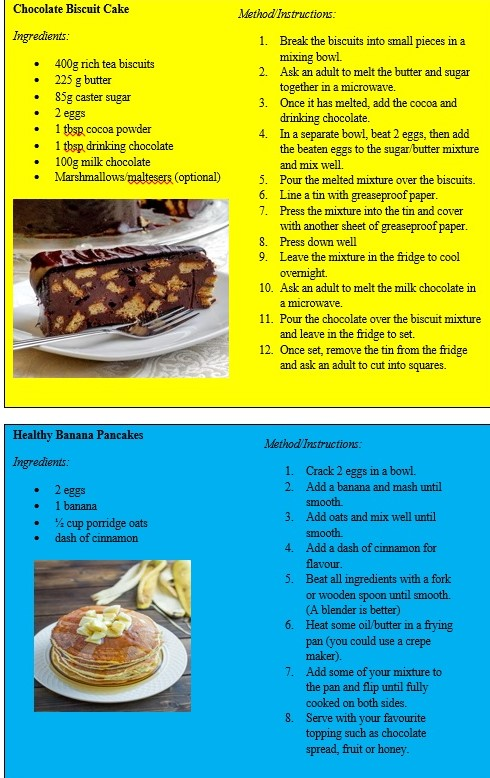 Chocolate Biscuit Cake
Ingredients:
• 400g rich tea biscuits
• 225 g butter
• 85g caster sugar
• 2 eggs
• 1 tbsp cocoa powder
• 1 tbsp drinking chocolate
• 100g milk chocolate
• Marshmallows/maltesers (optional)
Method/Instructions:
1. Break the biscuits into small pieces in a
mixing bowl.
2. Ask an adult to melt the butter and sugar
together in a microwave.
3. Once it has melted, add the cocoa and
drinking chocolate.
4. In a separate bowl, beat 2 eggs, then add
the beaten eggs to the sugar/butter mixture
and mix well.
5. Pour the melted mixture over the biscuits.
6. Line a tin with greaseproof paper.
7. Press the mixture into the tin and cover
with another sheet of greaseproof paper.
8. Press down well
9. Leave the mixture in the fridge to cool
overnight.
10. Ask an adult to melt the milk chocolate in
a microwave.
11. Pour the chocolate over the biscuit mixture
and leave in the fridge to set.
12. Once set, remove the tin from the fridge
and ask an adult to cut into squares.
Healthy Banana Pancakes
Ingredients:
• 2 eggs
• 1 banana
• ½ cup porridge oats
• dash of cinnamon
Method/Instructions:
1. Crack 2 eggs in a bowl.
2. Add a banana and mash until
smooth.
3. Add oats and mix well until
smooth.
4. Add a dash of cinnamon for
flavour.
5. Beat all ingredients with a fork
or wooden spoon until smooth.
(A blender is better)
6. Heat some oil/butter in a frying
pan (you could use a crepe
maker).
7. Add some of your mixture to
the pan and flip until fully
cooked on both sides.
8. Serve with your favourite
topping such as chocolate
spread, fruit or honey.